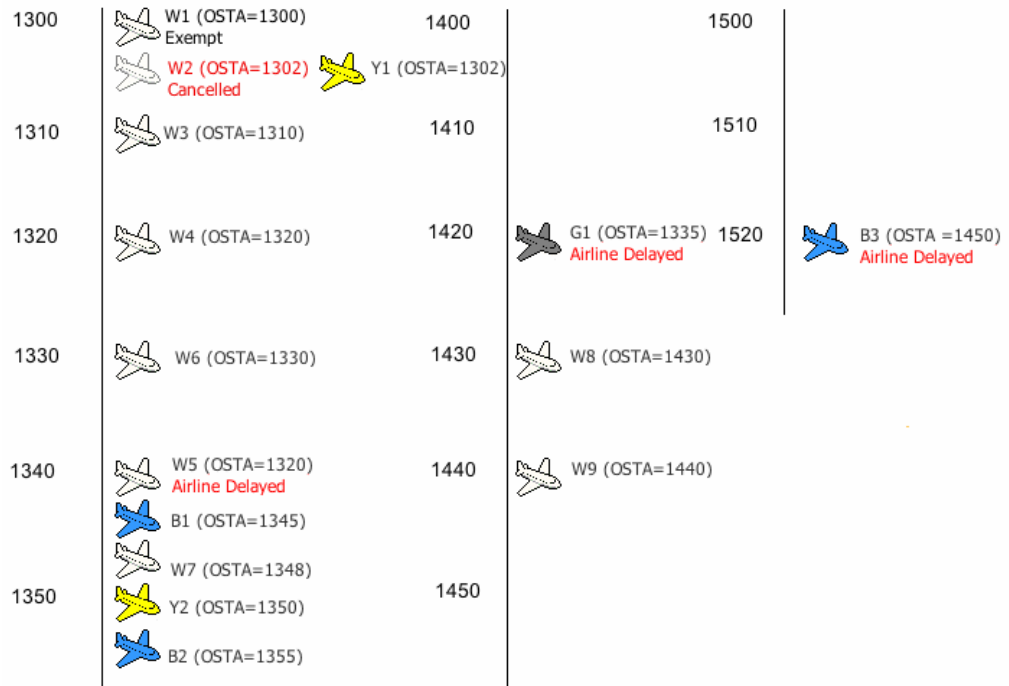 1300
W1 (OSTA=1300)
Exempt
W2 (OSTA=1302)
Cancelled
Y1 (OSTA=1302)
1310
W3 (OSTA=1310)
1320
W4 (OSTA=1320)
1330
W6 (OSTA=1330)
1340
W5 (OSTA=1320)
Airline Delayed
B1 (OSTA=1345)
W7 (OSTA=1348)
1350
Y2 (OSTA=1350)
B2 (OSTA=1355)
1400
1410
1420
G1 (OSTA=1335)
Airline Delayed
1430
W8 (OSTA=1430)
1440
W9 (OSTA=1440)
1450
1500
1510
1520
B3 (OSTA =1450)
Airline Delayed